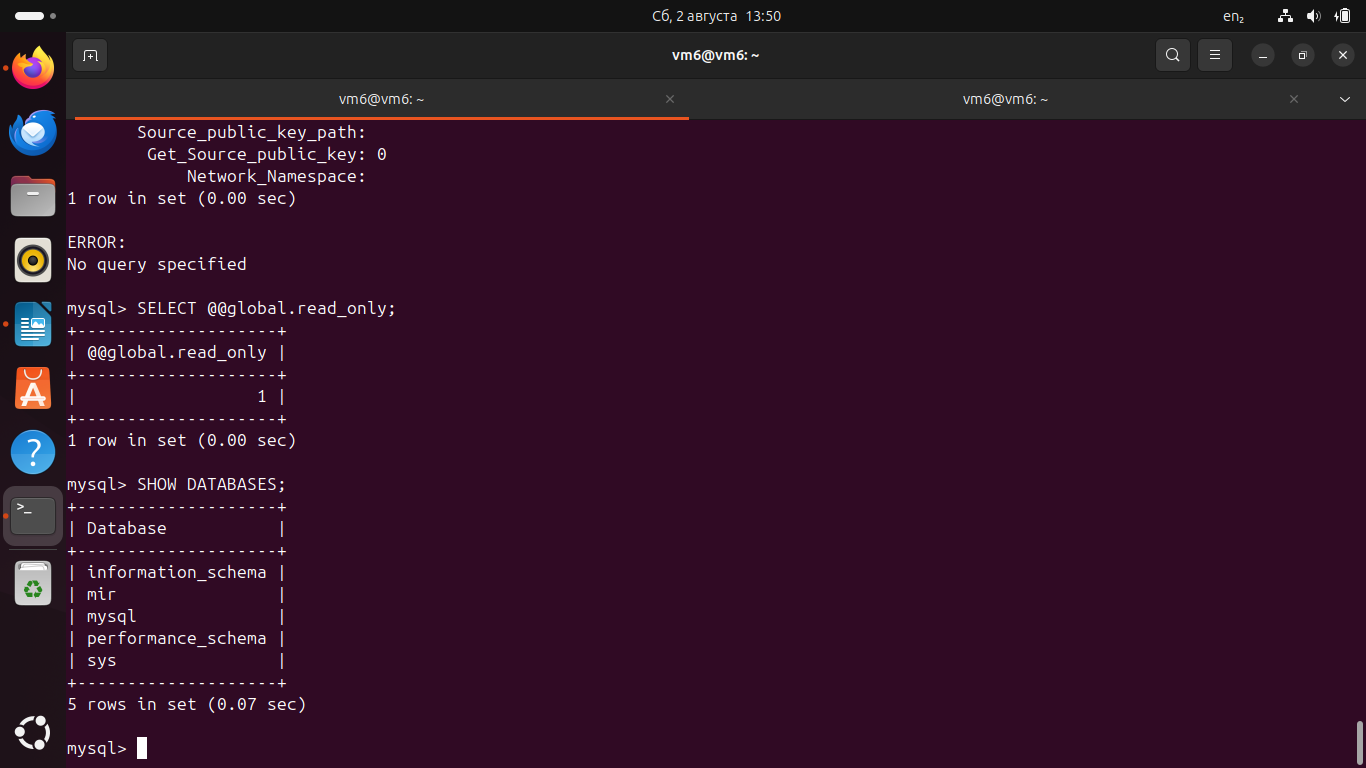 Сб, 2 августа 13:50
en₂
vm6@vm6: ~
vm6@vm6: ~
vm6@vm6: ~
Source_public_key_path:
Get_Source_public_key: 0
Network_Namespace:
1 row in set (0.00 sec)
ERROR:
No query specified
mysql> SELECT @@global.read_only;
+--------------------+
| @@global.read_only |
+--------------------+
|                  1 |
+--------------------+
1 row in set (0.00 sec)
mysql> SHOW DATABASES;
+--------------------+
| Database           |
+--------------------+
| information_schema |
| mir                |
| mysql              |
| performance_schema |
| sys                |
+--------------------+
5 rows in set (0.07 sec)
mysql>